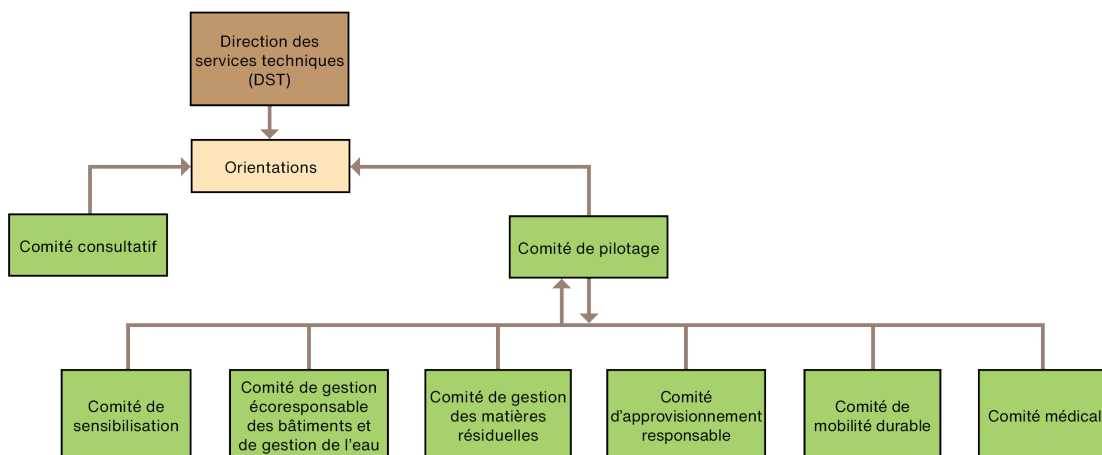 Direction des
services techniques
(DST)
Orientations
Comité consultatif
Comité de pilotage
Comité de
sensibilisation
Comité de gestion
écoresponsable
des bâtiments et
de gestion de l'eau
Comité de gestion
des matières
résiduelles
Comité
d'approvisionnement
responsable
Comité de
mobilité durable
Comité médical